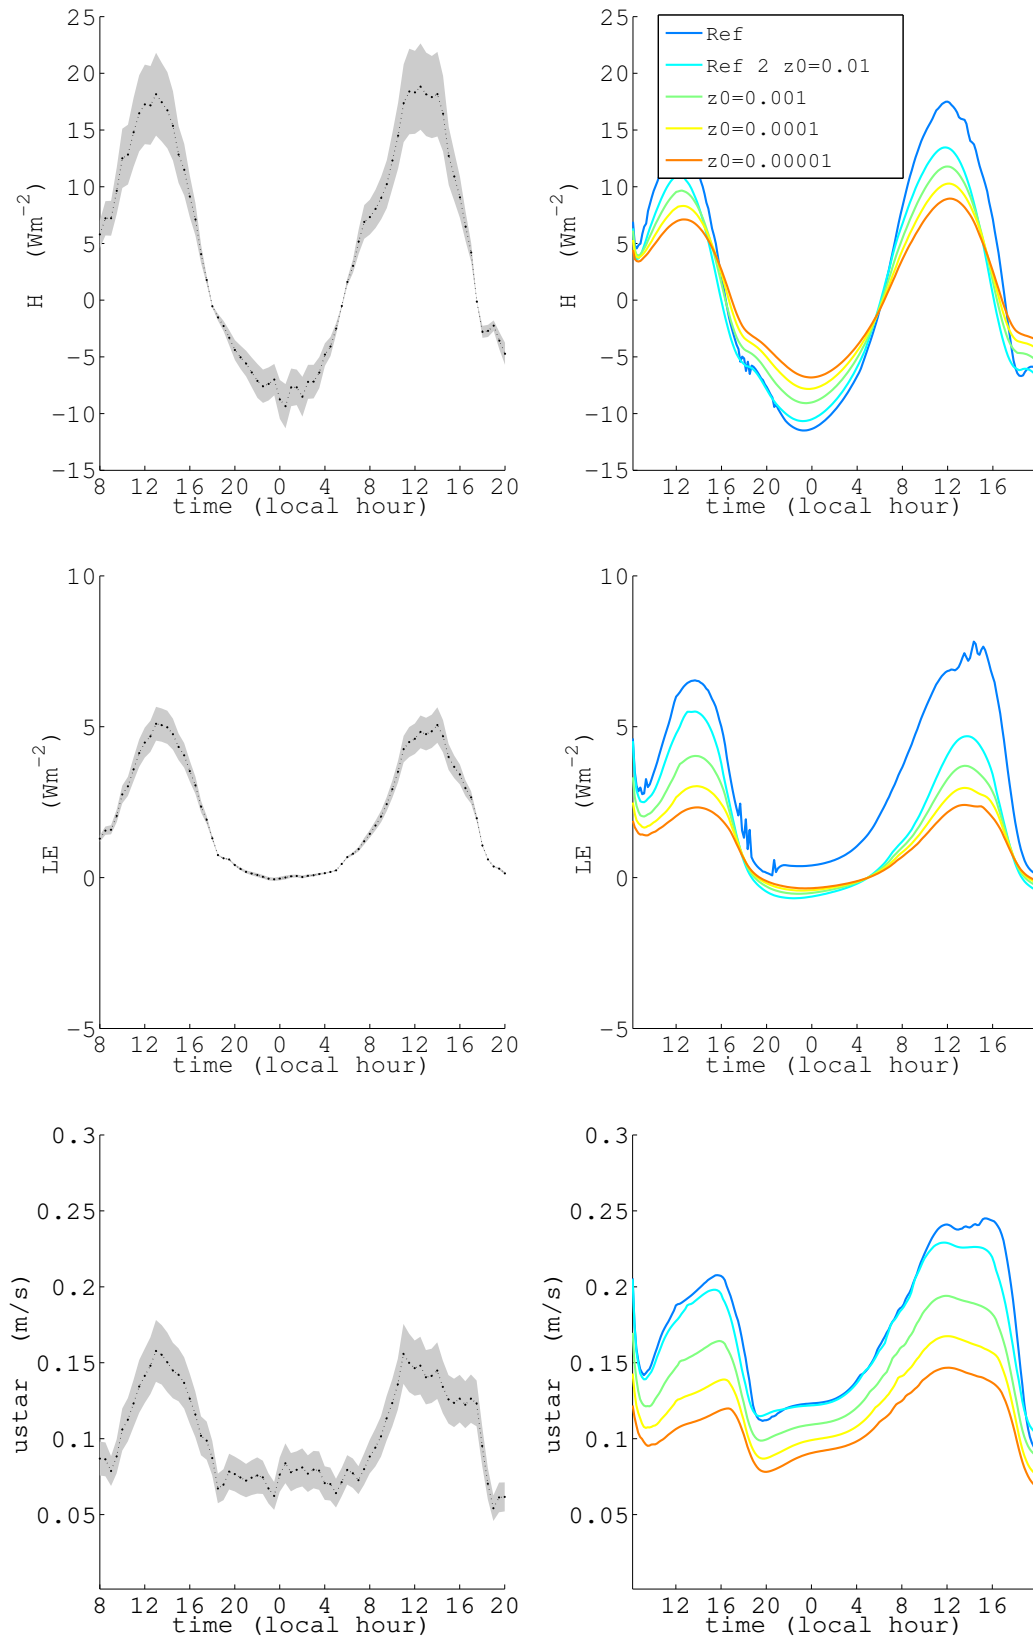 25
20
15
10
5
0
−5
−10
−15
H (Wm−2)
8 12 16 20 0 4 8 12 16 20
time (local hour)
25
20
15
10
5
0
−5
−10
−15
H (Wm−2)
Ref
Ref 2 z0=0.01
z0=0.001
z0=0.0001
z0=0.00001
12 16 20 0 4 8 12 16
time (local hour)
10
5
0
−5
LE (Wm−2)
8 12 16 20 0 4 8 12 16 20
time (local hour)
10
5
0
−5
LE (Wm−2)
12 16 20 0 4 8 12 16
time (local hour)
0.3
0.25
0.2
0.15
0.1
0.05
ustar (m/s)
8 12 16 20 0 4 8 12 16 20
time (local hour)
0.3
0.25
0.2
0.15
0.1
0.05
ustar (m/s)
12 16 20 0 4 8 12 16
time (local hour)